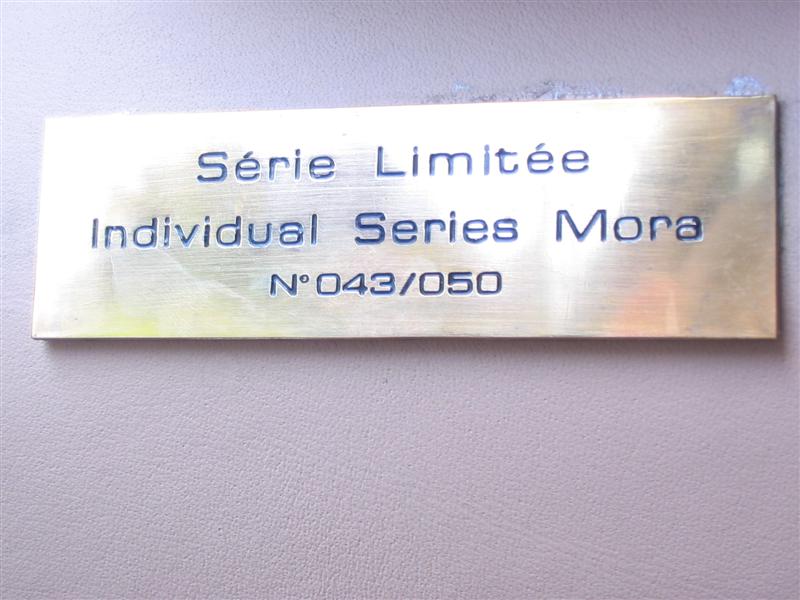 Série Limitée
Individual Series Mora
N° 043/050